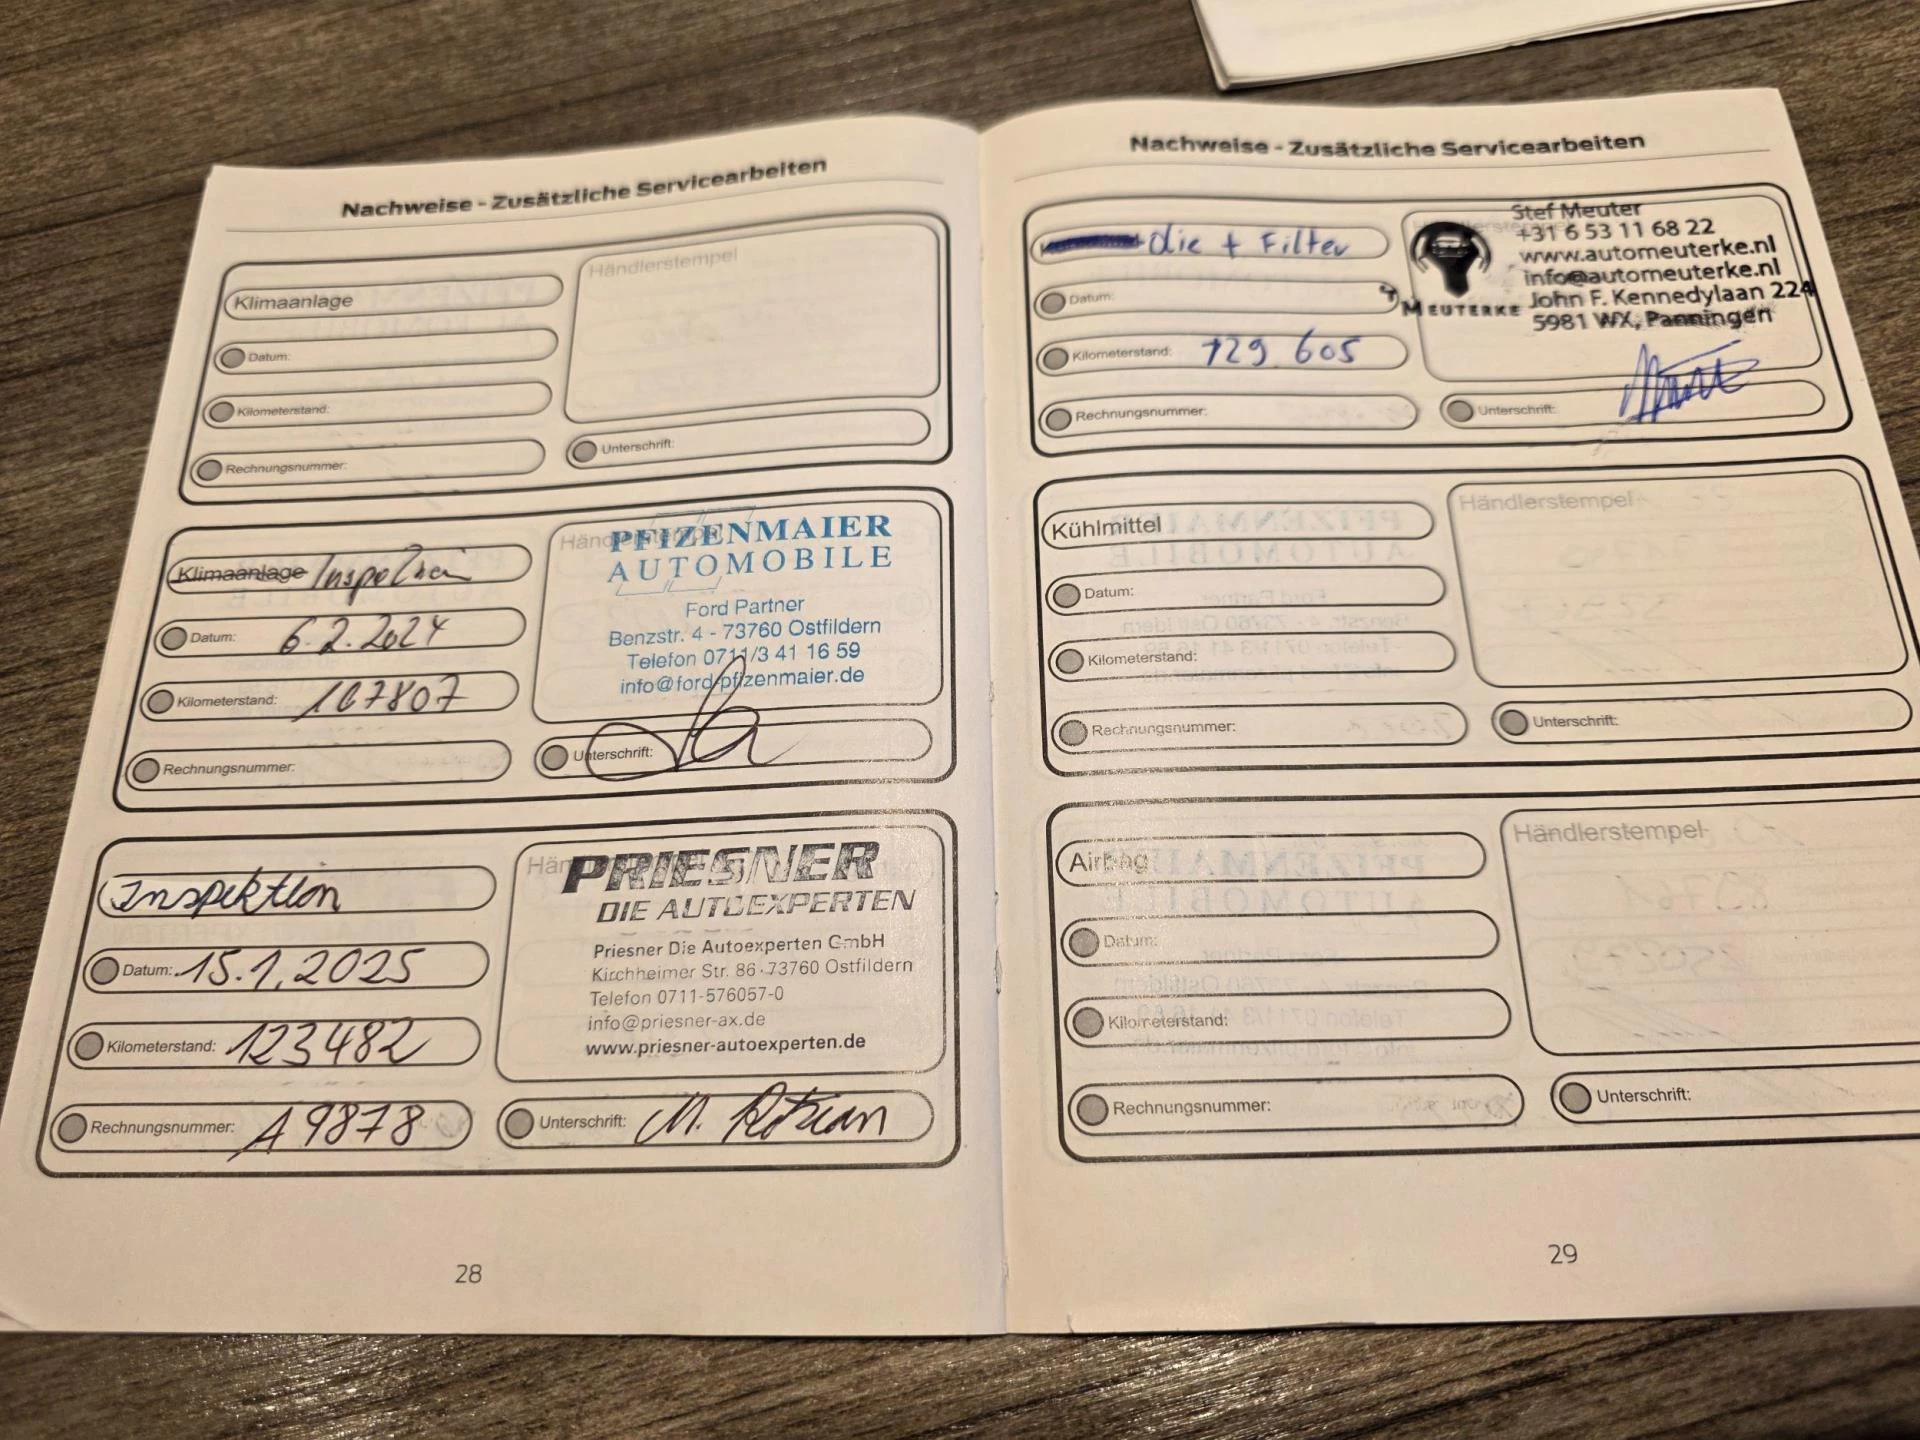 Nachweise - Zusätzliche Servicearbeiten
Klimaanlage
Händlerstempel
Datum:
Kilometerstand:
Rechnungsnummer:
Unterschrift:
Klimaanlage Inspektion
Händlerstempel
Datum: 6.2.2024
Kilometerstand: 107807
Rechnungsnummer:
PFIZENMAIER
AUTOMOBILE
Ford Partner
Benzstr. 4 - 73760 Ostfildern
Telefon 0711/3 41 16 59
info@ford-pfizenmaier.de
Unterschrift:
Inspektion
Datum: 15.1.2025
Kilometerstand: 123482
Rechnungsnummer: A9878
PRIESNER
DIE AUTOEXPERTEN
Priesner Die Autoexperten GmbH
Kirchheimer Str. 86·73760 Ostfildern
Telefon 0711-576057-0
info@priesner-ax.de
www.priesner-autoexperten.de
Unterschrift: M.
28
Nachweise - Zusätzliche Servicearbeiten
olie + Filter
Datum:
Kilometerstand: 129 605
Rechnungsnummer:
MEUTERKE
Stef Meuter
+31 6 53 11 68 22
www.automeuterke.nl
info@automeuterke.nl
John F. Kennedylaan 224
5981 WX, Panningen
Unterschrift:
Kühlmittel
Händlerstempel
Datum:
Kilometerstand:
Rechnungsnummer:
Unterschrift:
Airbag
Händlerstempel
Datum:
Kilometerstand:
Rechnungsnummer:
Unterschrift:
29